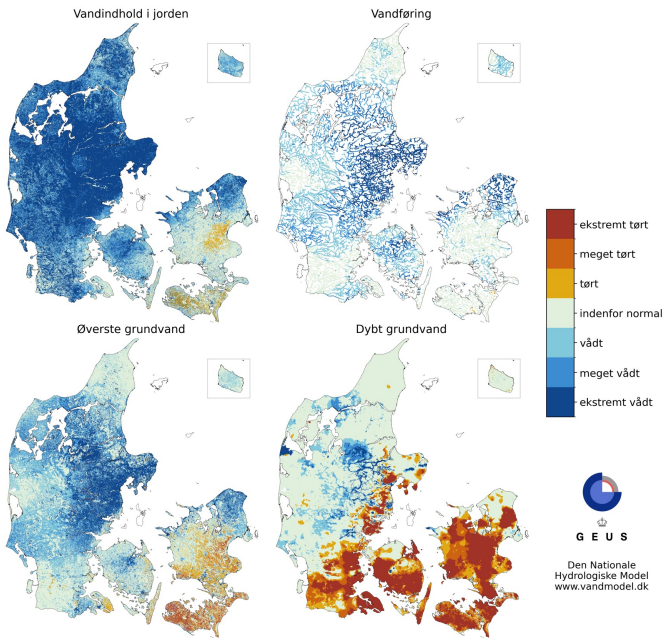 Vandindhold i jorden
Vandføring
Øverste grundvand
Dybt grundvand
ekstremt tørt
meget tørt
tørt
indenfor normal
vådt
meget vådt
ekstremt vådt
G E U S
Den Nationale
Hydrologiske Model
www.vandmodel.dk